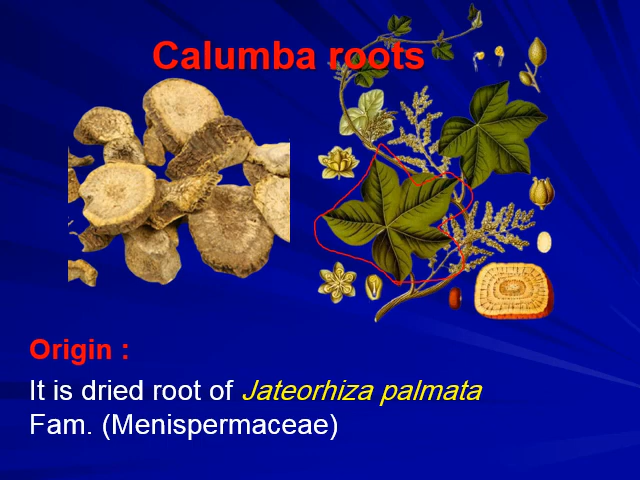 Calumba roots
Origin :
It is dried root of Jateorhiza palmata
Fam. (Menispermaceae)